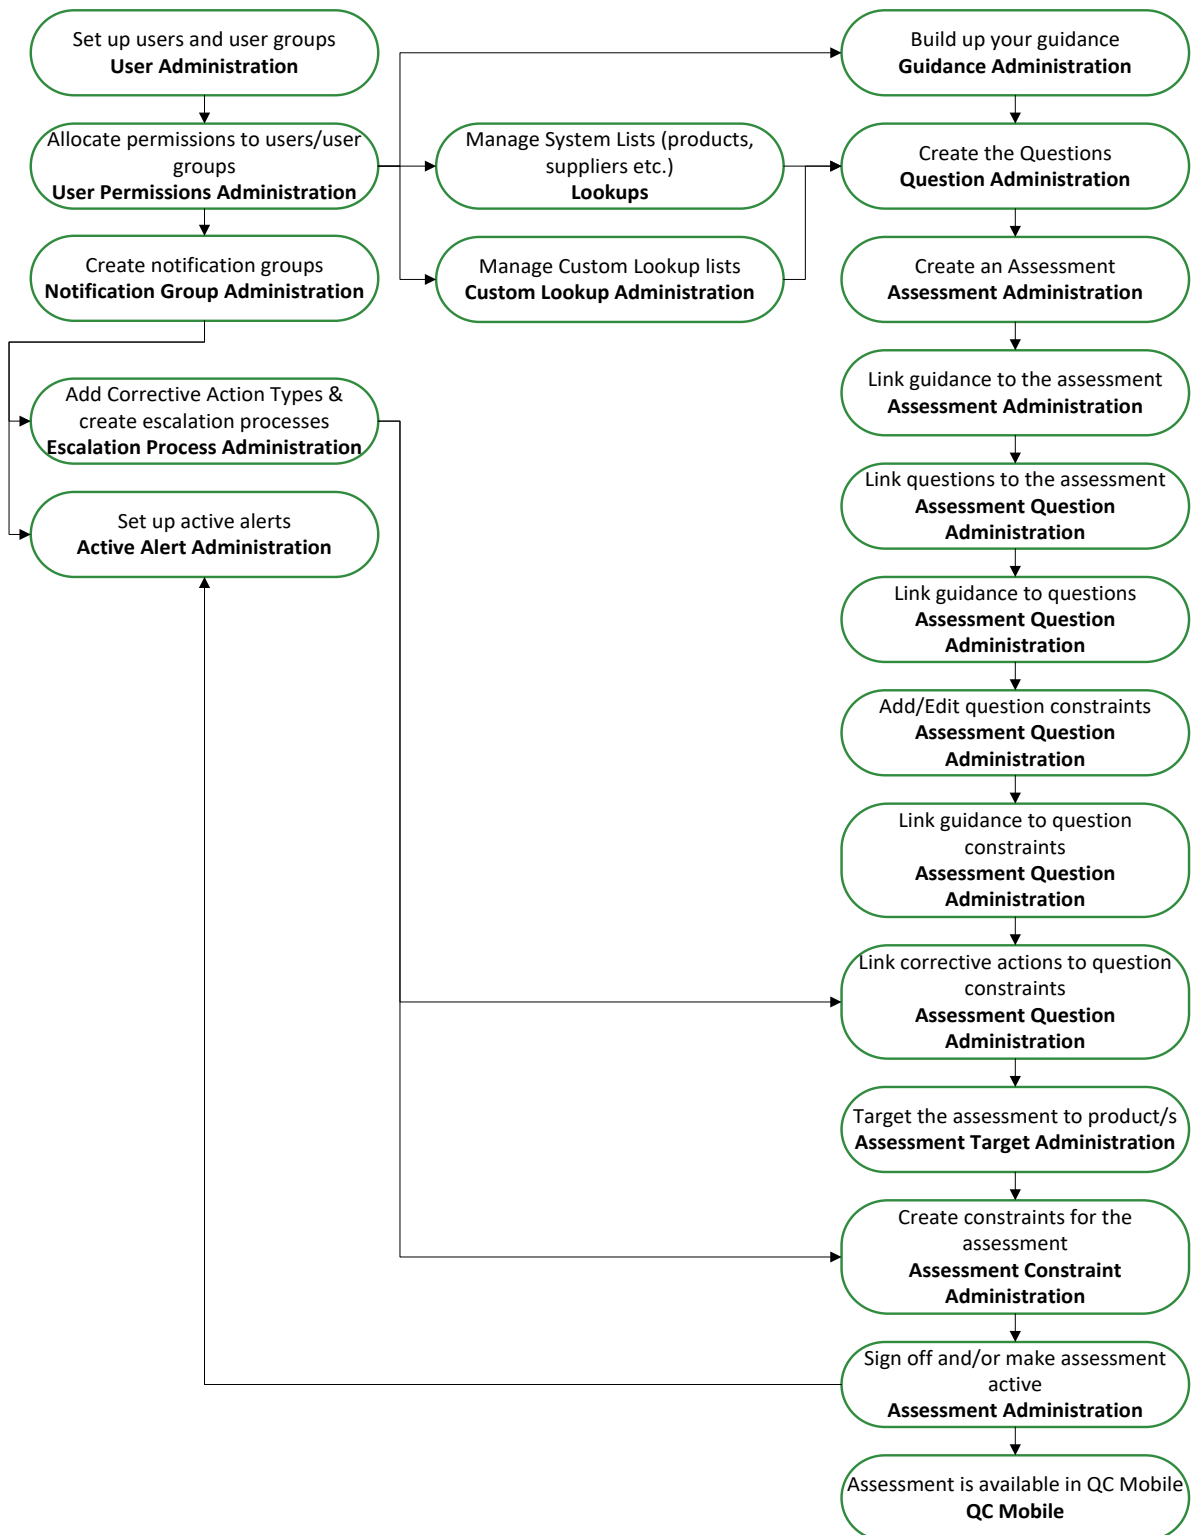 Set up users and user groups
User Administration
Allocate permissions to users/user
groups
User Permissions Administration
Create notification groups
Notification Group Administration
Add Corrective Action Types &
create escalation processes
Escalation Process Administration
Set up active alerts
Active Alert Administration
Manage System Lists (products,
suppliers etc.)
Lookups
Manage Custom Lookup lists
Custom Lookup Administration
Build up your guidance
Guidance Administration
Create the Questions
Question Administration
Create an Assessment
Assessment Administration
Link guidance to the assessment
Assessment Administration
Link questions to the assessment
Assessment Question
Administration
Link guidance to questions
Assessment Question
Administration
Add/Edit question constraints
Assessment Question
Administration
Link guidance to question
constraints
Assessment Question
Administration
Link corrective actions to question
constraints
Assessment Question
Administration
Target the assessment to product/s
Assessment Target Administration
Create constraints for the
assessment
Assessment Constraint
Administration
Sign off and/or make assessment
active
Assessment Administration
Assessment is available in QC Mobile
QC Mobile